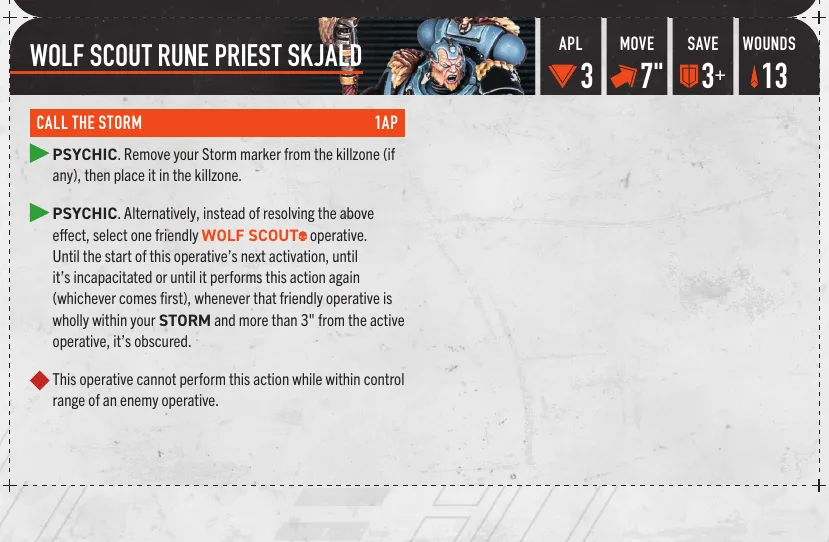 WOLF SCOUT RUNE PRIEST SKJALD
APL
3
MOVE
7"
SAVE
3+
WOUNDS
13
CALL THE STORM 1AP
PSYCHIC. Remove your Storm marker from the killzone (if
any), then place it in the killzone.
PSYCHIC. Alternatively, instead of resolving the above
effect, select one friendly WOLF SCOUT operative.
Until the start of this operative's next activation, until
it's incapacitated or until it performs this action again
(whichever comes first), whenever that friendly operative is
wholly within your STORM and more than 3" from the active
operative, it's obscured.
This operative cannot perform this action while within control
range of an enemy operative.